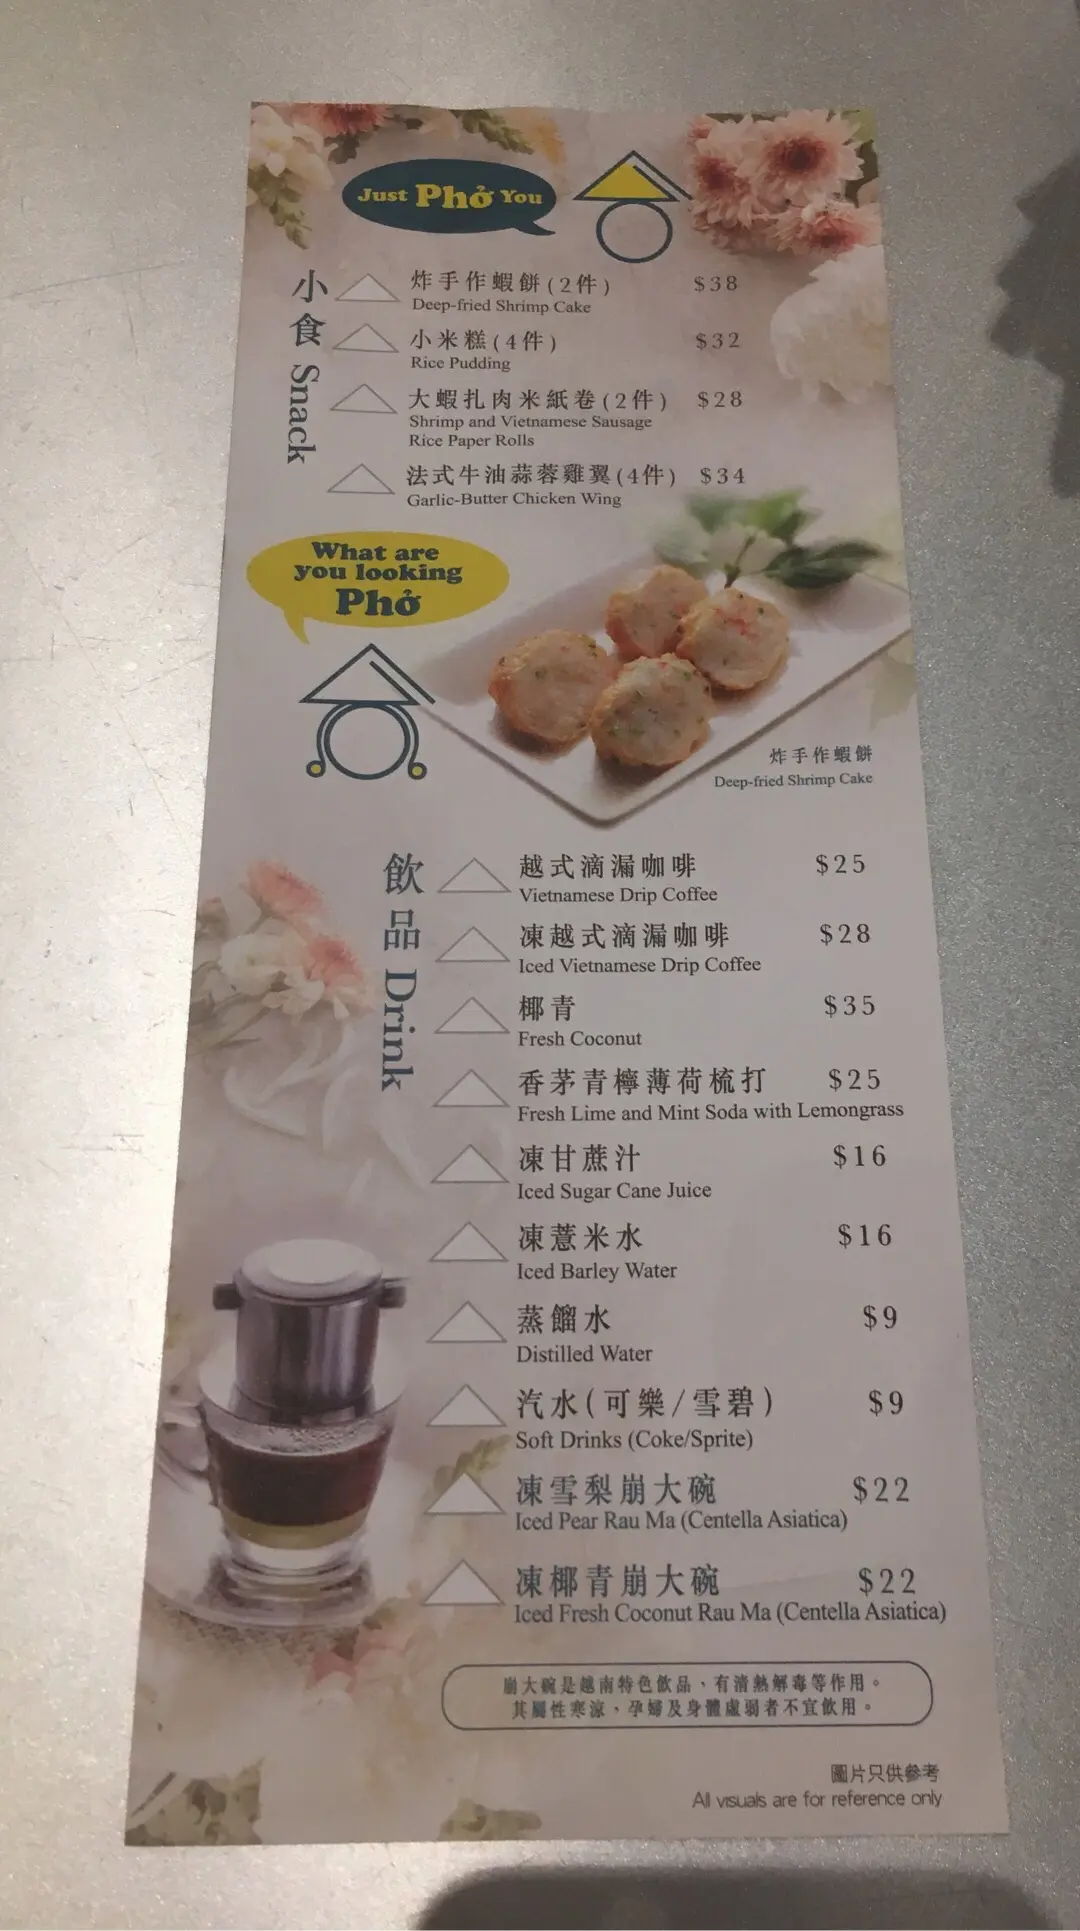 Just Phở You
小食 Snack
炸手作蝦餅(2件) $38
Deep-fried Shrimp Cake
小米糕(4件) $32
Rice Pudding
大蝦扎肉米紙卷(2件) $28
Shrimp and Vietnamese Sausage
Rice Paper Rolls
法式牛油蒜蓉雞翼(4件) $34
Garlic-Butter Chicken Wing
What are
you looking
Phở
炸手作蝦餅
Deep-fried Shrimp Cake
飲品 Drink
越式滴漏咖啡 $25
Vietnamese Drip Coffee
凍越式滴漏咖啡 $28
Iced Vietnamese Drip Coffee
椰青 $35
Fresh Coconut
香茅青檸薄荷梳打 $25
Fresh Lime and Mint Soda with Lemongrass
凍甘蔗汁 $16
Iced Sugar Cane Juice
凍薏米水 $16
Iced Barley Water
蒸餾水 $9
Distilled Water
汽水(可樂/雪碧) $9
Soft Drinks (Coke/Sprite)
凍雪梨崩大碗 $22
Iced Pear Rau Ma (Centella Asiatica)
凍椰青崩大碗 $22
Iced Fresh Coconut Rau Ma (Centella Asiatica)
崩大碗是越南特色飲品、有清熱解毒等作用。
其屬性寒涼，孕婦及身體虛弱者不宜飲用。
圖片只供參考
All visuals are for reference only